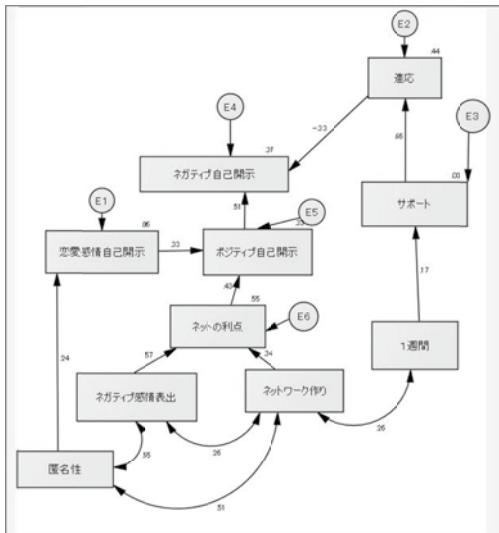 E2
.44
適応
E4
E3
-.33
.37
.65
ネガティブ自己開示
.03
E1
.51
サポート
E5
.06
.33
恋愛感情自己開示
.33
ポジティブ自己開示
.43
.17
.55
ネットの利点
E6
１週間
.24
.57
.34
ネガティブ感情表出
ネットワーク作り
.26
.55
.26
匿名性
.51